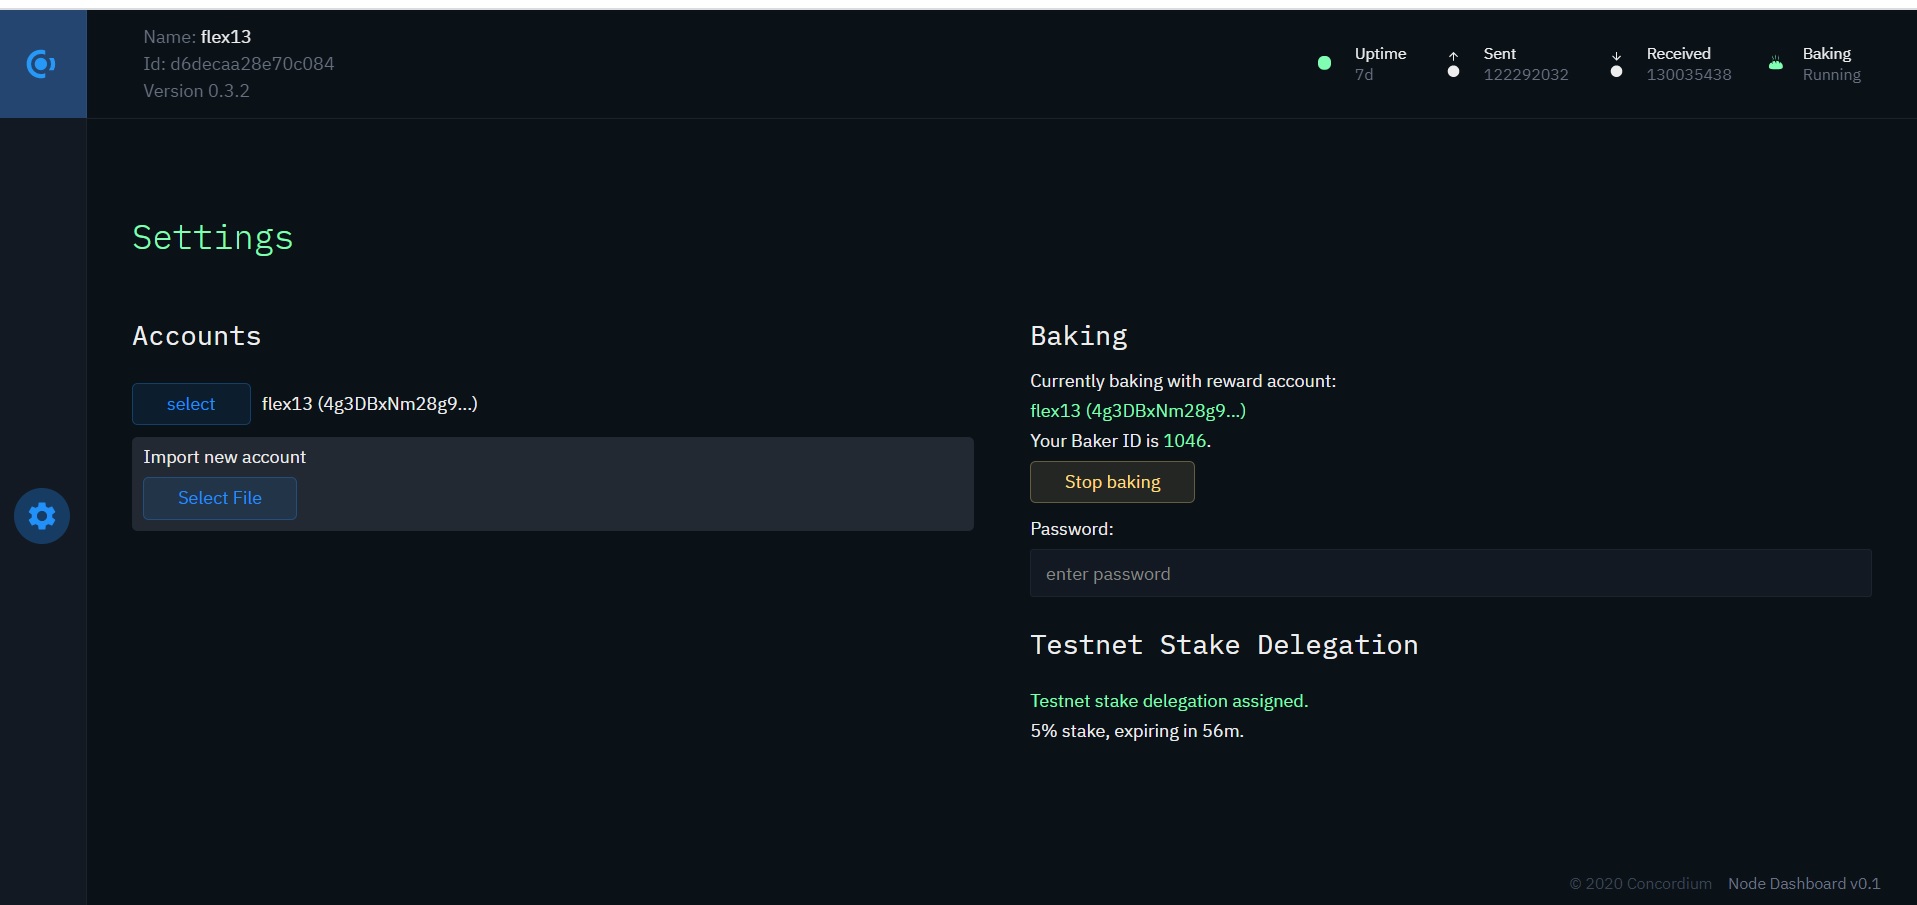 Name: flex13
Id: d6decaa28e70c084
Version 0.3.2
Uptime
7d
Sent
122292032
Received
130035438
Baking
Running
Settings
Accounts
select flex13 (4g3DBxNm28g9...)
Import new account
Select File
Baking
Currently baking with reward account:
flex13 (4g3DBxNm28g9...)
Your Baker ID is 1046.
Stop baking
Password:
enter password
Testnet Stake Delegation
Testnet stake delegation assigned.
5% stake, expiring in 56m.
© 2020 Concordium Node Dashboard v0.1